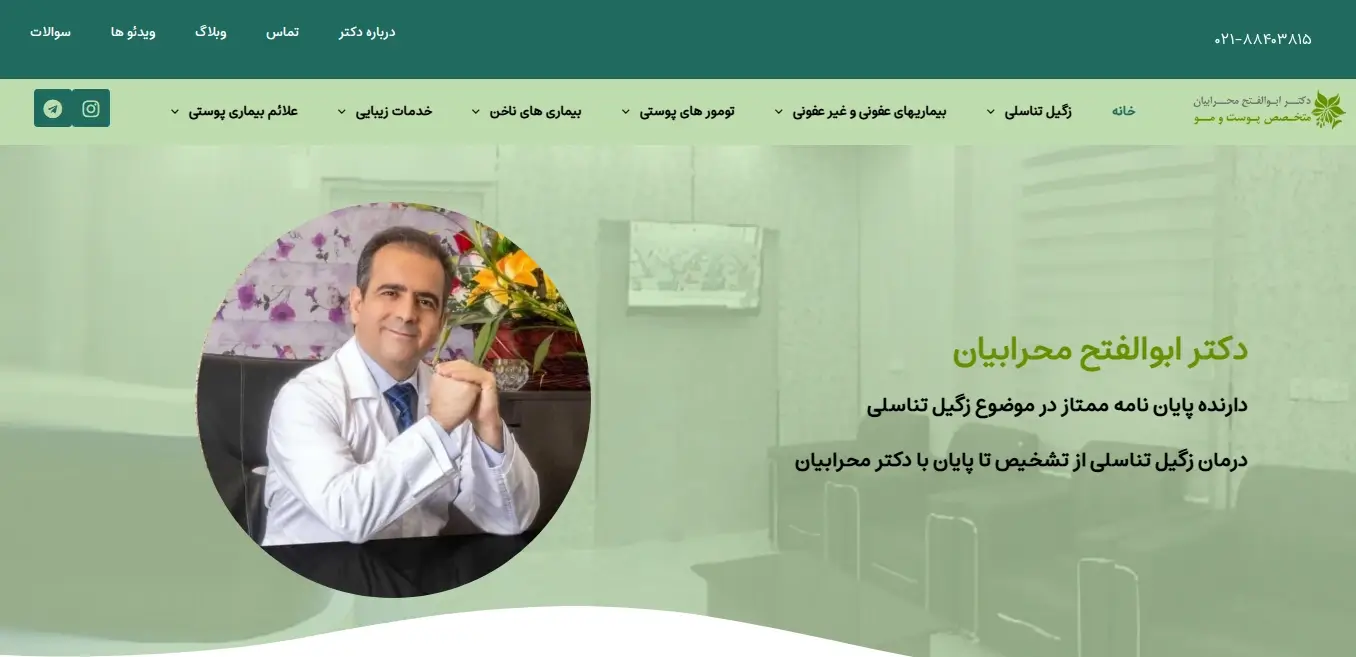 ۰۲۱-۸۸۴۰۳۸۱۵
درباره دکتر
تماس
وبلاگ
ویدئو ها
سوالات
دکتر ابوالفتح محرابیان
متخصص پوست و مو
خانه
زگیل تناسلی
بیماریهای عفونی و غیر عفونی
تومور های پوستی
بیماری های ناخن
خدمات زیبایی
علائم بیماری پوستی
دکتر ابوالفتح محرابیان
دارنده پایان نامه ممتاز در موضوع زگیل تناسلی
درمان زگیل تناسلی از تشخیص تا پایان با دکتر محرابیان